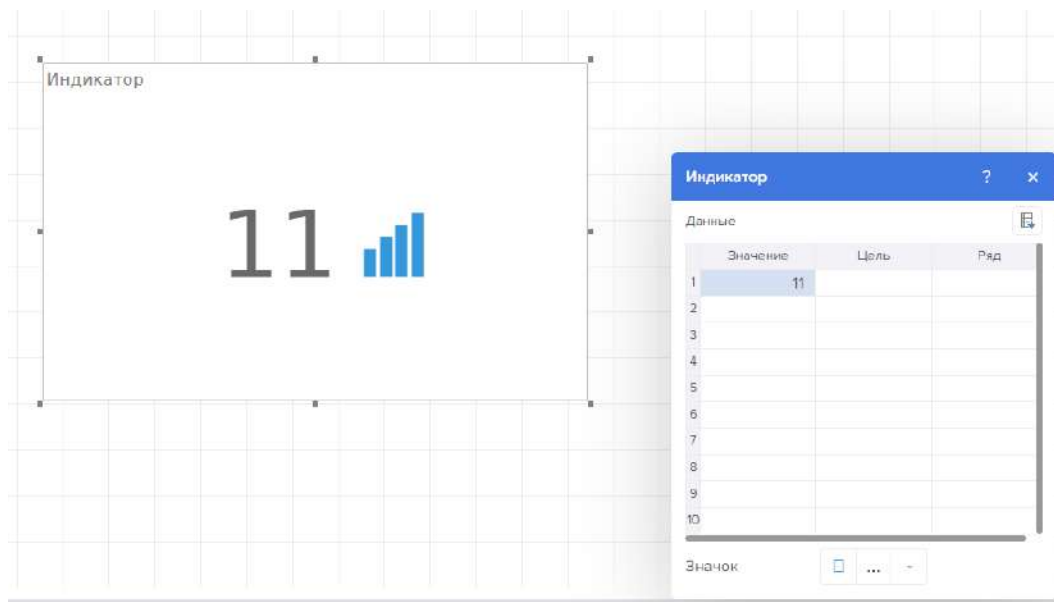 Индикатор
11
Индикатор ? ×
Данные
Значение Цель Ряд
1 11
2
3
4
5
6
7
8
9
10
Значок ... -